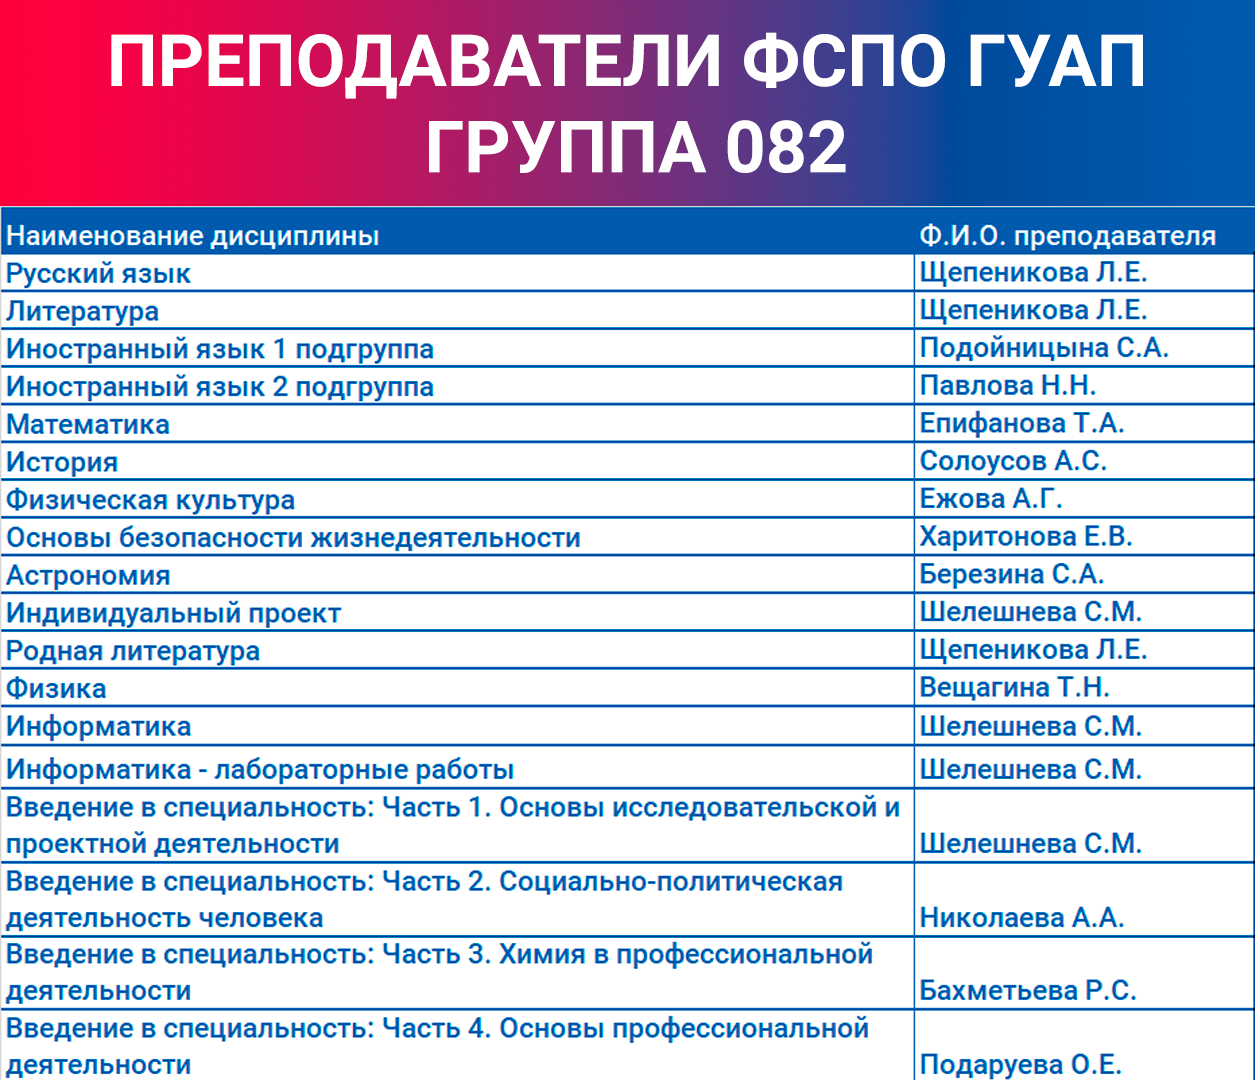 ПРЕПОДАВАТЕЛИ ФСПО ГУАП
ГРУППА 082
Наименование дисциплины Ф.И.О. преподавателя
Русский язык Щепеникова Л.Е.
Литература Щепеникова Л.Е.
Иностранный язык 1 подгруппа Подойницына С.А.
Иностранный язык 2 подгруппа Павлова Н.Н.
Математика Епифанова Т.А.
История Солоусов А.С.
Физическая культура Ежова А.Г.
Основы безопасности жизнедеятельности Харитонова Е.В.
Астрономия Березина С.А.
Индивидуальный проект Шелешнева С.М.
Родная литература Щепеникова Л.Е.
Физика Вещагина Т.Н.
Информатика Шелешнева С.М.
Информатика - лабораторные работы Шелешнева С.М.
Введение в специальность: Часть 1. Основы исследовательской и
проектной деятельности Шелешнева С.М.
Введение в специальность: Часть 2. Социально-политическая
деятельность человека Николаева А.А.
Введение в специальность: Часть 3. Химия в профессиональной
деятельности Бахметьева Р.С.
Введение в специальность: Часть 4. Основы профессиональной
деятельности Подаруева О.Е.